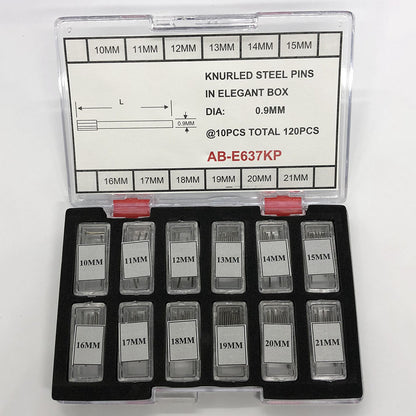 10MM 11MM 12MM 13MM 14MM 15MM
KNURLED STEEL PINS
IN ELEGANT BOX
DIA: 0.9MM
L
0.9MM
@10PCS TOTAL 120PCS
AB-E637KP
16MM 17MM 18MM 19MM 20MM 21MM
10MM 11MM 12MM 13MM 14MM 15MM
16MM 17MM 18MM 19MM 20MM 21MM